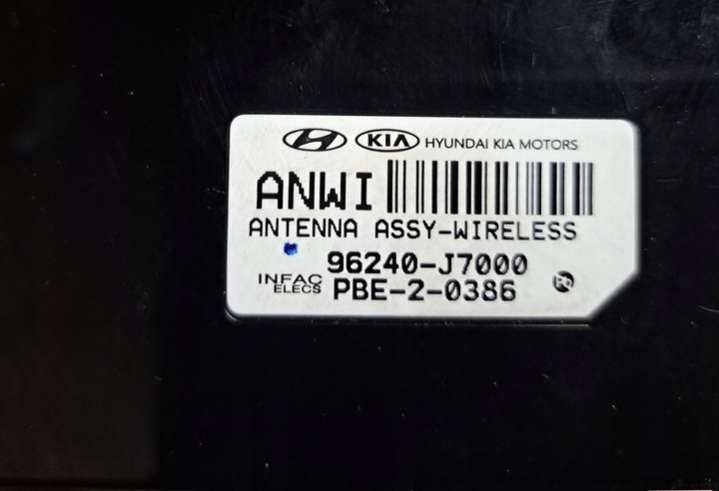 KIA HYUNDAI KIA MOTORS
ANWI
ANTENNA ASSY-WIRELESS
96240-J7000
INFAC
ELECS
PBE-2-0386